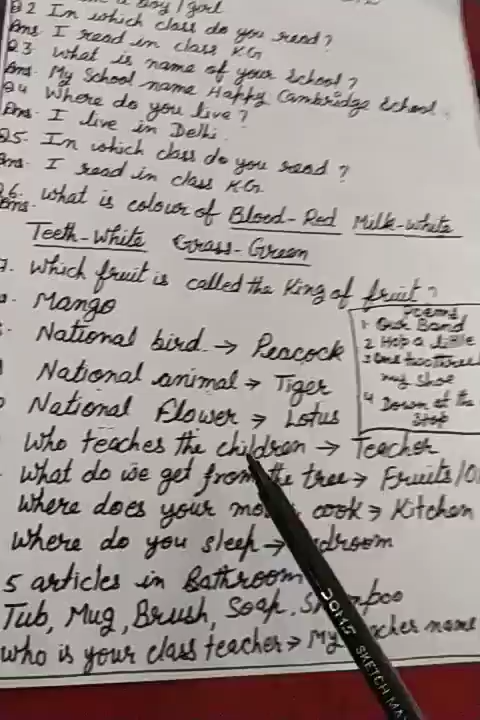 Q2 In which class do you read?
Ans. I read in class KG
Q3. What is name of your School?
Ans. My School name Happy Cambridge School.
Q4 Where do you live?
Ans. I live in Delhi.
Q5. In which class do you read?
Ans. I read in class KG
Q6. what is colour of Blood-Red Milk-white
Ans. Teeth-White Grass-Green
7. Which fruit is called the King of fruit?
Mango
National bird → Peacock
National animal → Tiger
National Flower → Lotus
Who teaches the children → Teacher
What do we get from the tree → Fruits
Where does your cook → Kitchen
Where do you sleep →
5 articles in Bathroom
Tub, Mug, Brush, Soap,
Who is your class teacher → My name
Poems
1 Our Band
2 Help a little
3 One two three
my shoe
4 Down at the
Stop
DOMS SKETCH